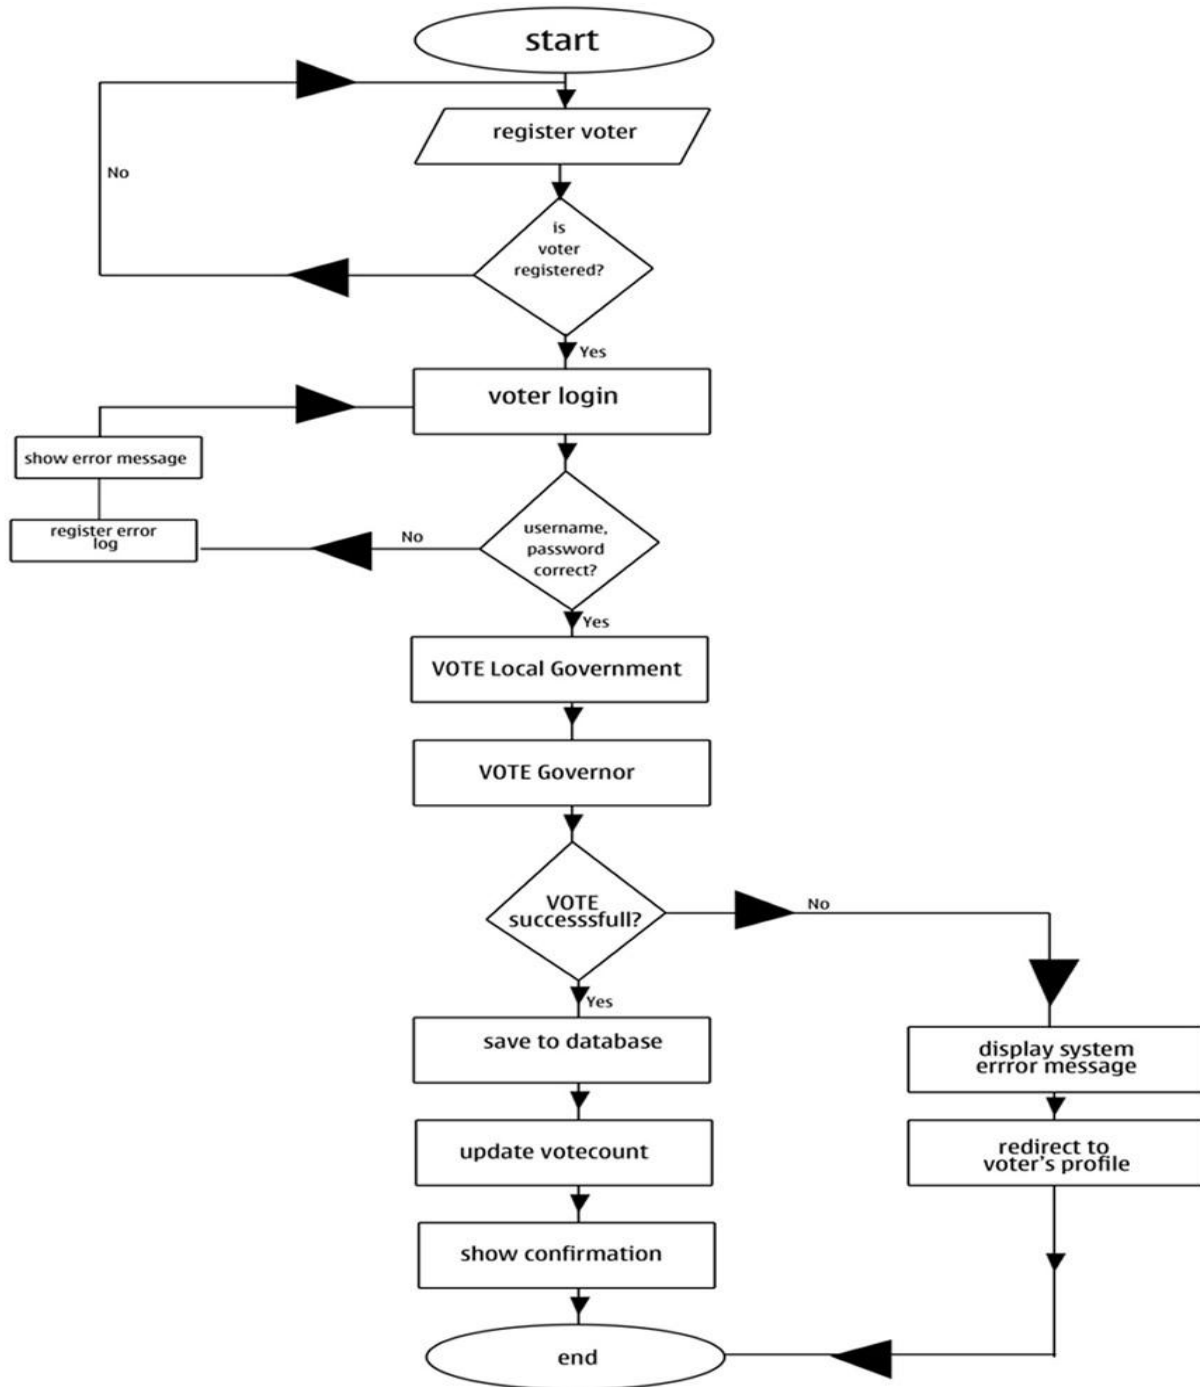 start
register voter
No
is
voter
registered?
Yes
voter login
show error message
register error
log
No
username,
password
correct?
Yes
VOTE Local Government
VOTE Governor
VOTE
successsfull?
No
Yes
save to database
display system
errror message
update votecount
redirect to
voter's profile
show confirmation
end